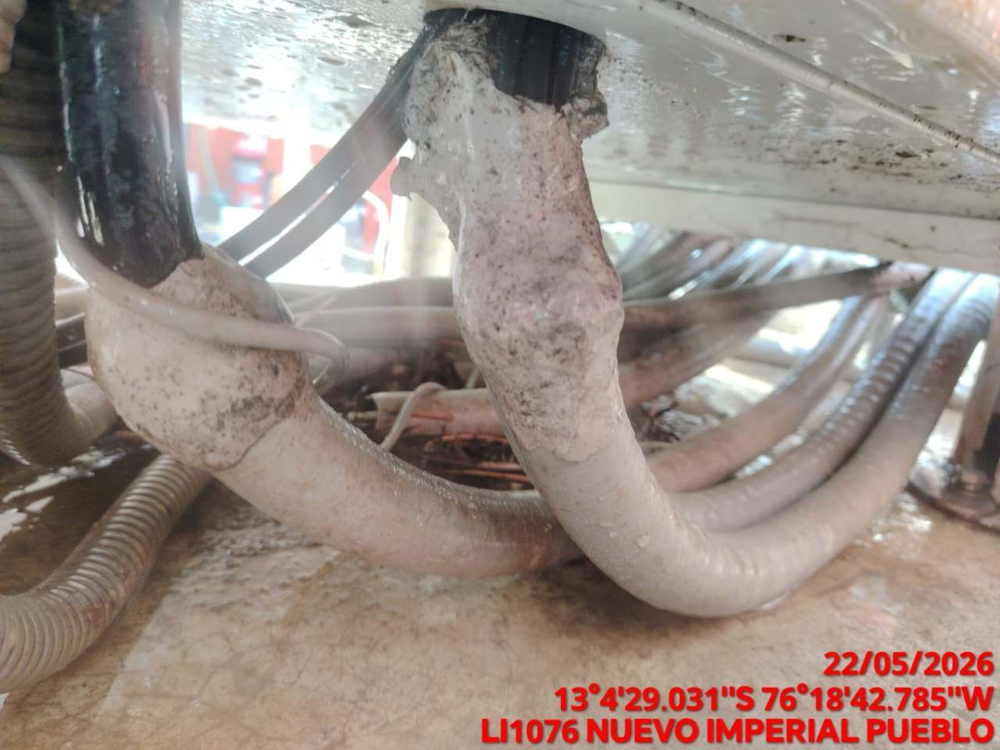 22/05/2026
13°4'29.031"S 76°18'42.785"W
LI1076 NUEVO IMPERIAL PUEBLO